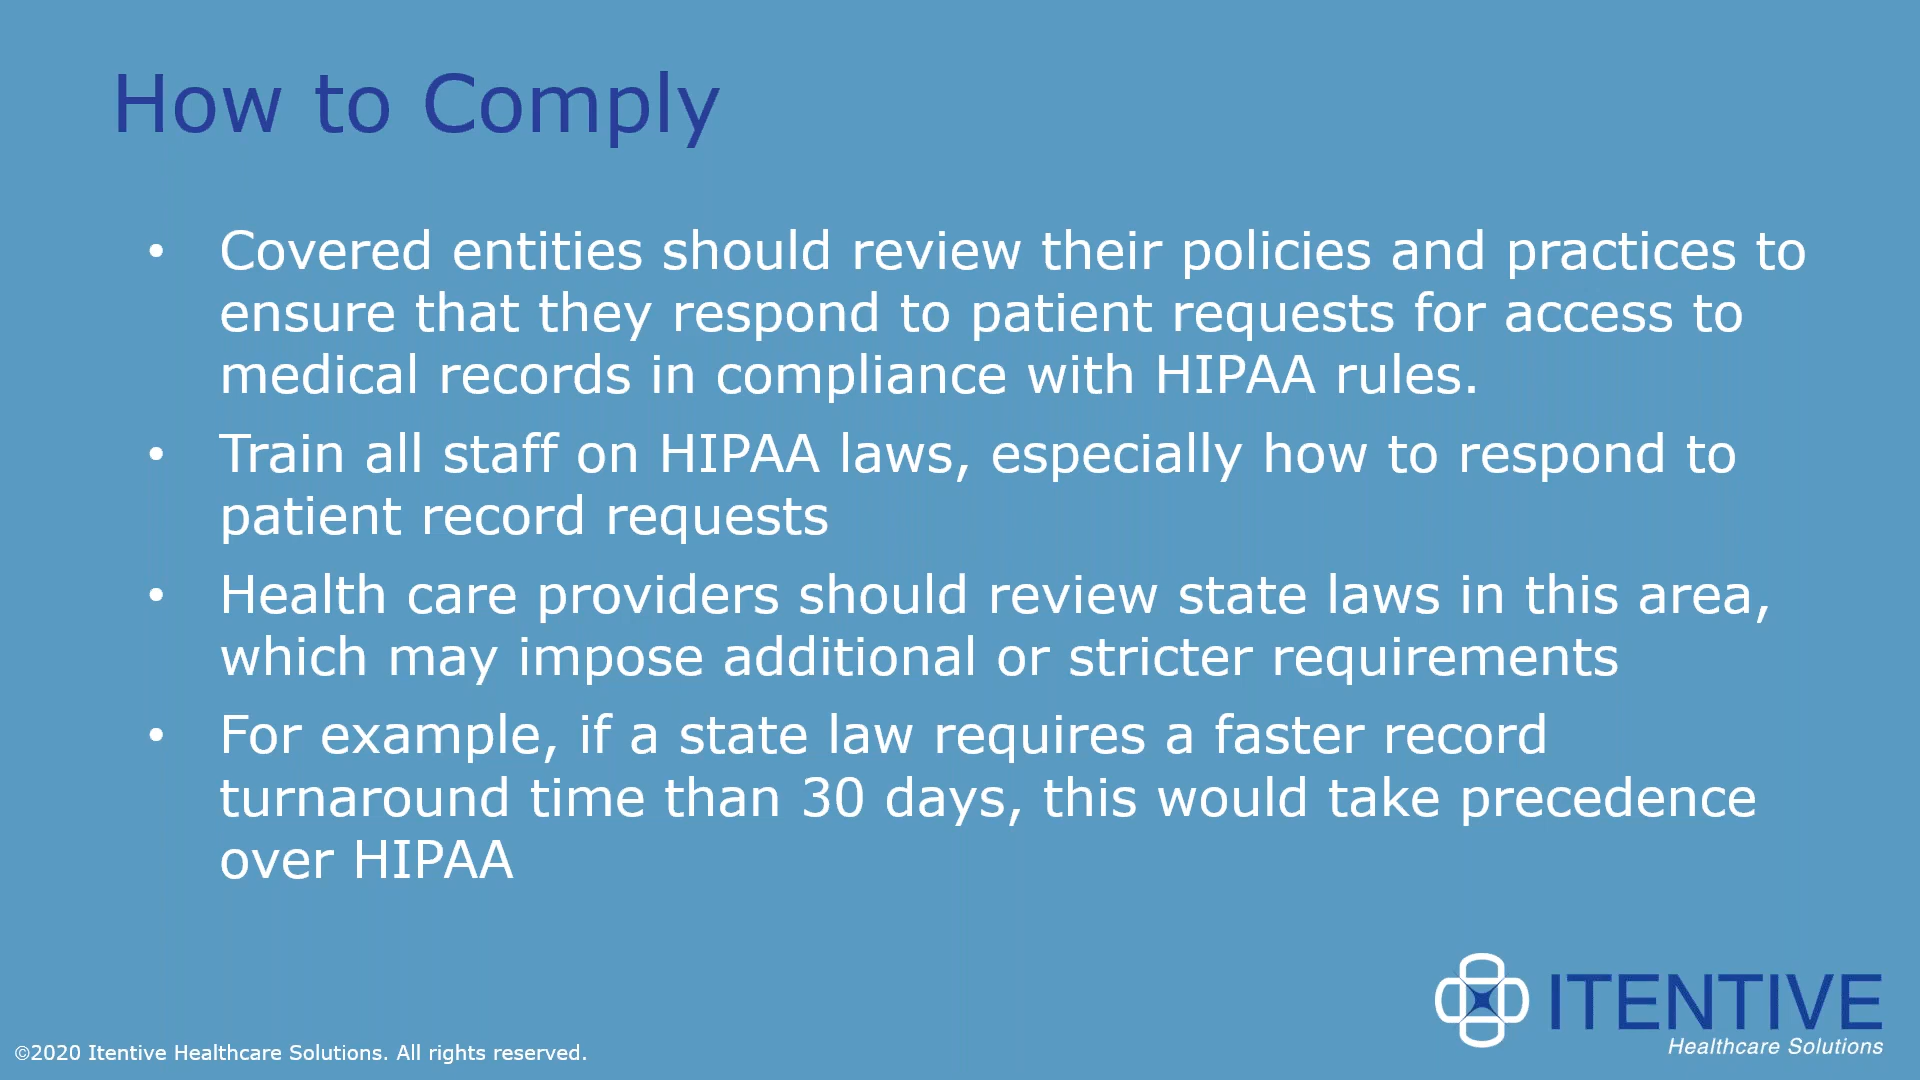 How to Comply
• Covered entities should review their policies and practices to
ensure that they respond to patient requests for access to
medical records in compliance with HIPAA rules.
• Train all staff on HIPAA laws, especially how to respond to
patient record requests
• Health care providers should review state laws in this area,
which may impose additional or stricter requirements
• For example, if a state law requires a faster record
turnaround time than 30 days, this would take precedence
over HIPAA
ITENTIVE
Healthcare Solutions
©2020 Itentive Healthcare Solutions. All rights reserved.